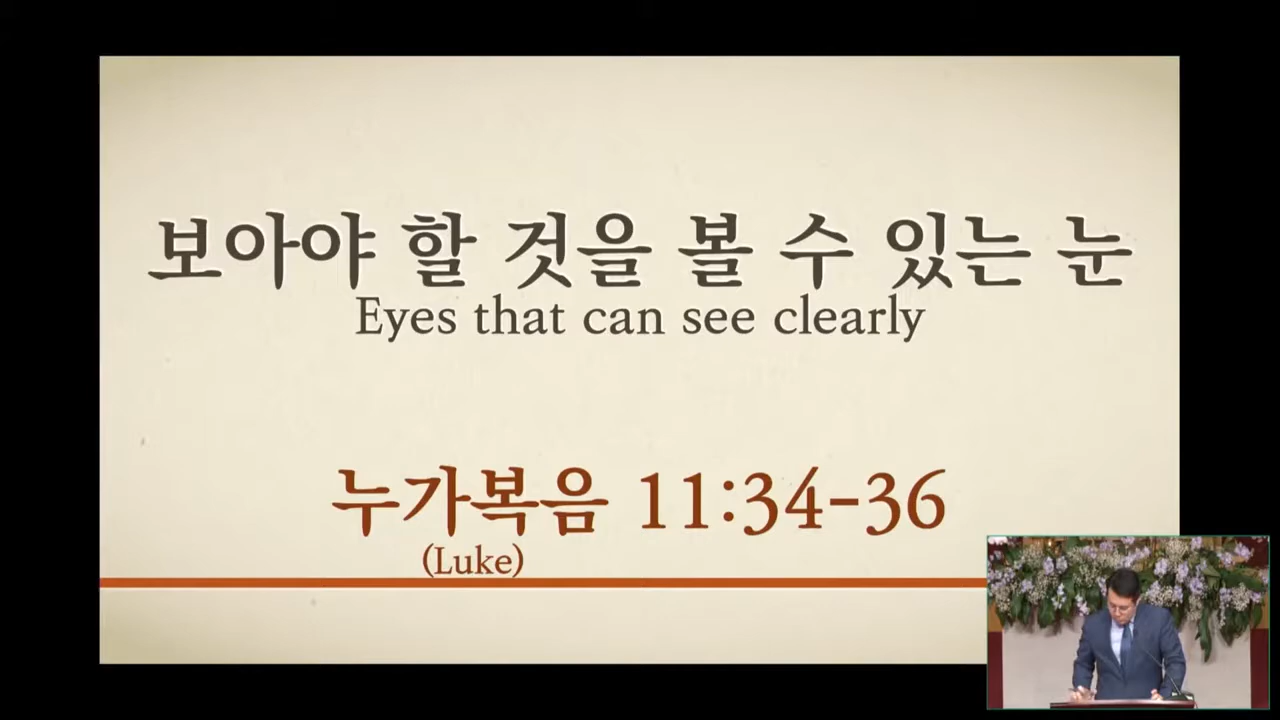 보아야 할 것을 볼 수 있는 눈
Eyes that can see clearly
누가복음 11:34-36
(Luke)